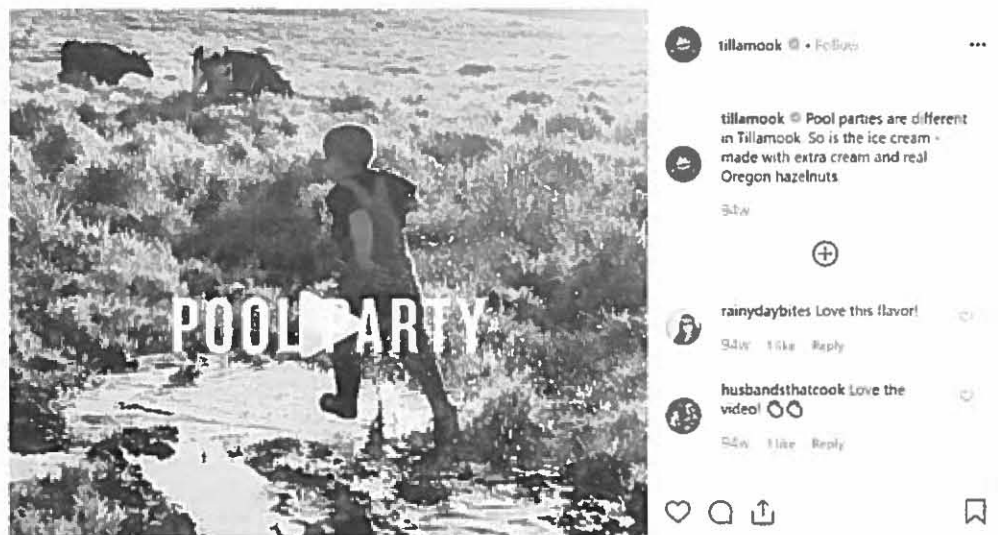 POOL PARTY
tillamook • Follow
tillamook Pool parties are different
in Tillamook. So is the ice cream -
made with extra cream and real
Oregon hazelnuts
94w
rainydaybites Love this flavor!
94w 1 like Reply
husbandsthatcook Love the
video!
94w 1 like Reply